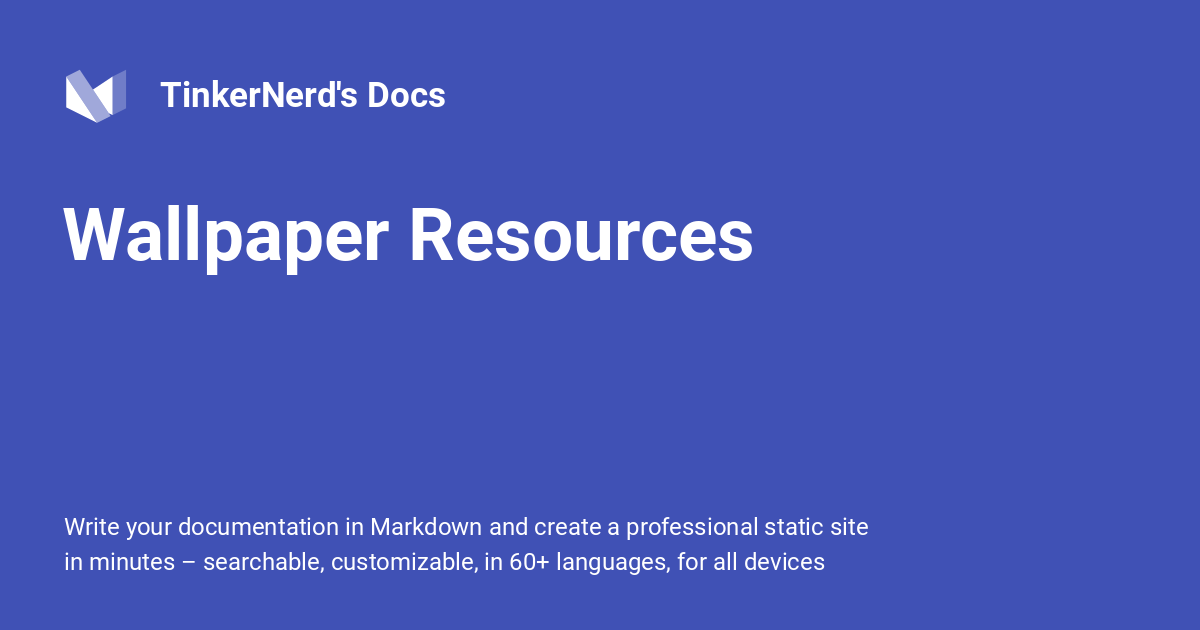 TinkerNerd's Docs
Wallpaper Resources
Write your documentation in Markdown and create a professional static site
in minutes – searchable, customizable, in 60+ languages, for all devices